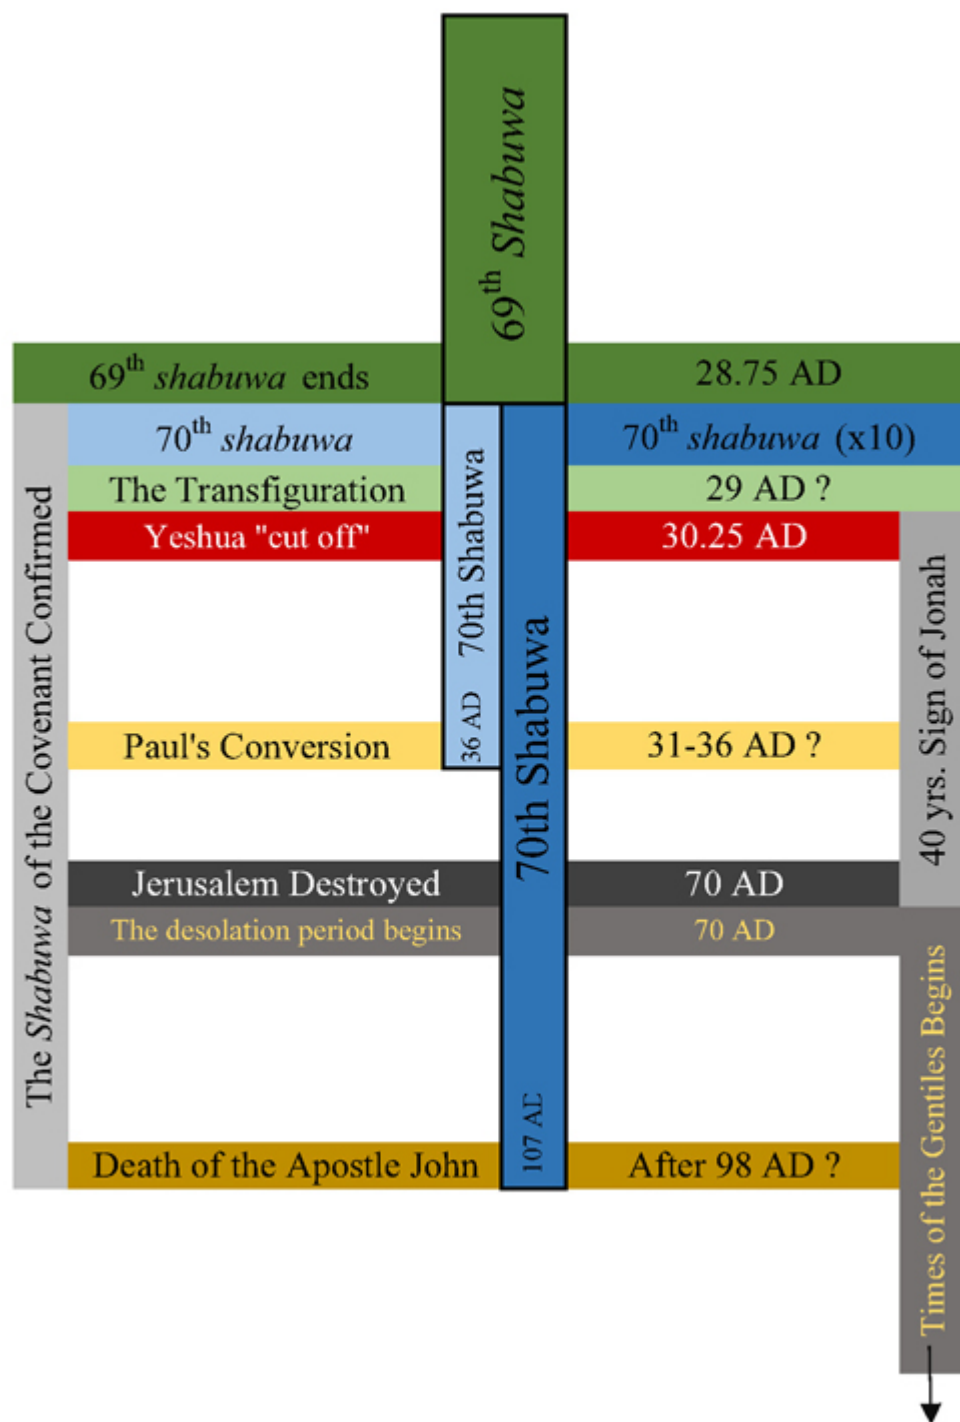 69th Shabuwa
69th shabuwa ends
28.75 AD
70th shabuwa
70th shabuwa (x10)
The Transfiguration
29 AD ?
Yeshua "cut off"
30.25 AD
Paul's Conversion
31-36 AD ?
Jerusalem Destroyed
70 AD
The desolation period begins
70 AD
Death of the Apostle John
After 98 AD ?
The Shabuwa of the Covenant Confirmed
36 AD 70th Shabuwa
107 AD 70th Shabuwa
40 yrs. Sign of Jonah
Times of the Gentiles Begins